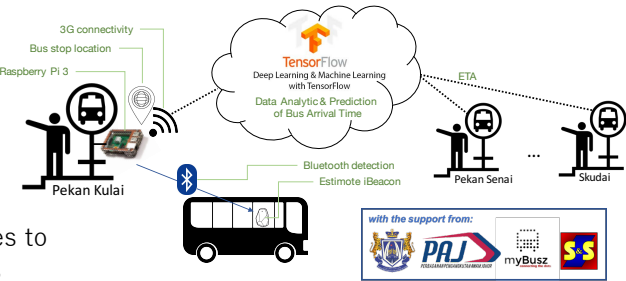 3G connectivity
Bus stop location
Raspberry Pi 3
TensorFlow
Deep Learning & Machine Learning
with TensorFlow
Data Analytic & Prediction
of Bus Arrival Time
ETA
Pekan Kulai
Pekan Senai
...
Skudai
Bluetooth detection
Estimote iBeacon
es to
with the support from:
PAJ
myBusz
S&S